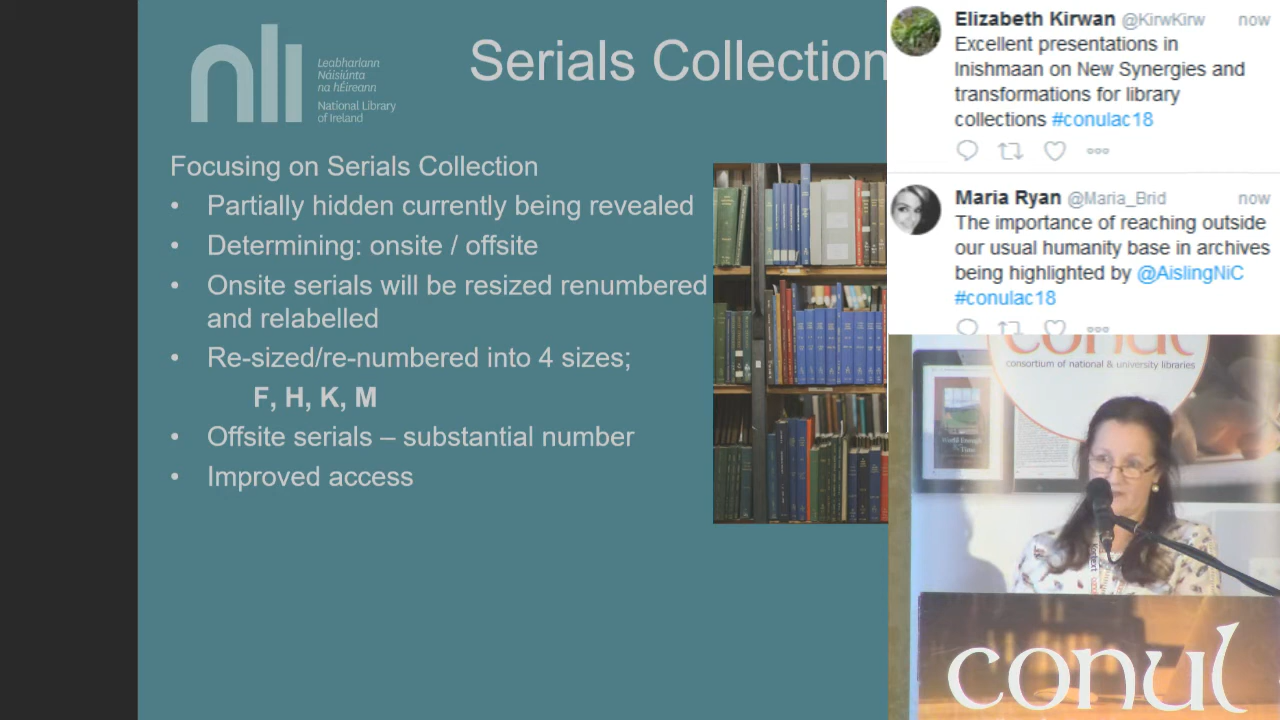 Leabharlann
Náisiúnta
na hÉireann
National Library
of Ireland
Serials Collection
Focusing on Serials Collection
• Partially hidden currently being revealed
• Determining: onsite / offsite
• Onsite serials will be resized renumbered
and relabelled
• Re-sized/re-numbered into 4 sizes;
F, H, K, M
• Offsite serials – substantial number
• Improved access
Elizabeth Kirwan @KirwKirw now
Excellent presentations in
Inishmaan on New Synergies and
transformations for library
collections #conulac18
Maria Ryan @Maria_Brid now
The importance of reaching outside
our usual humanity base in archives
being highlighted by @AislingNiC
#conulac18
conul
consortium of national & university libraries
World Enough
& Time
conul